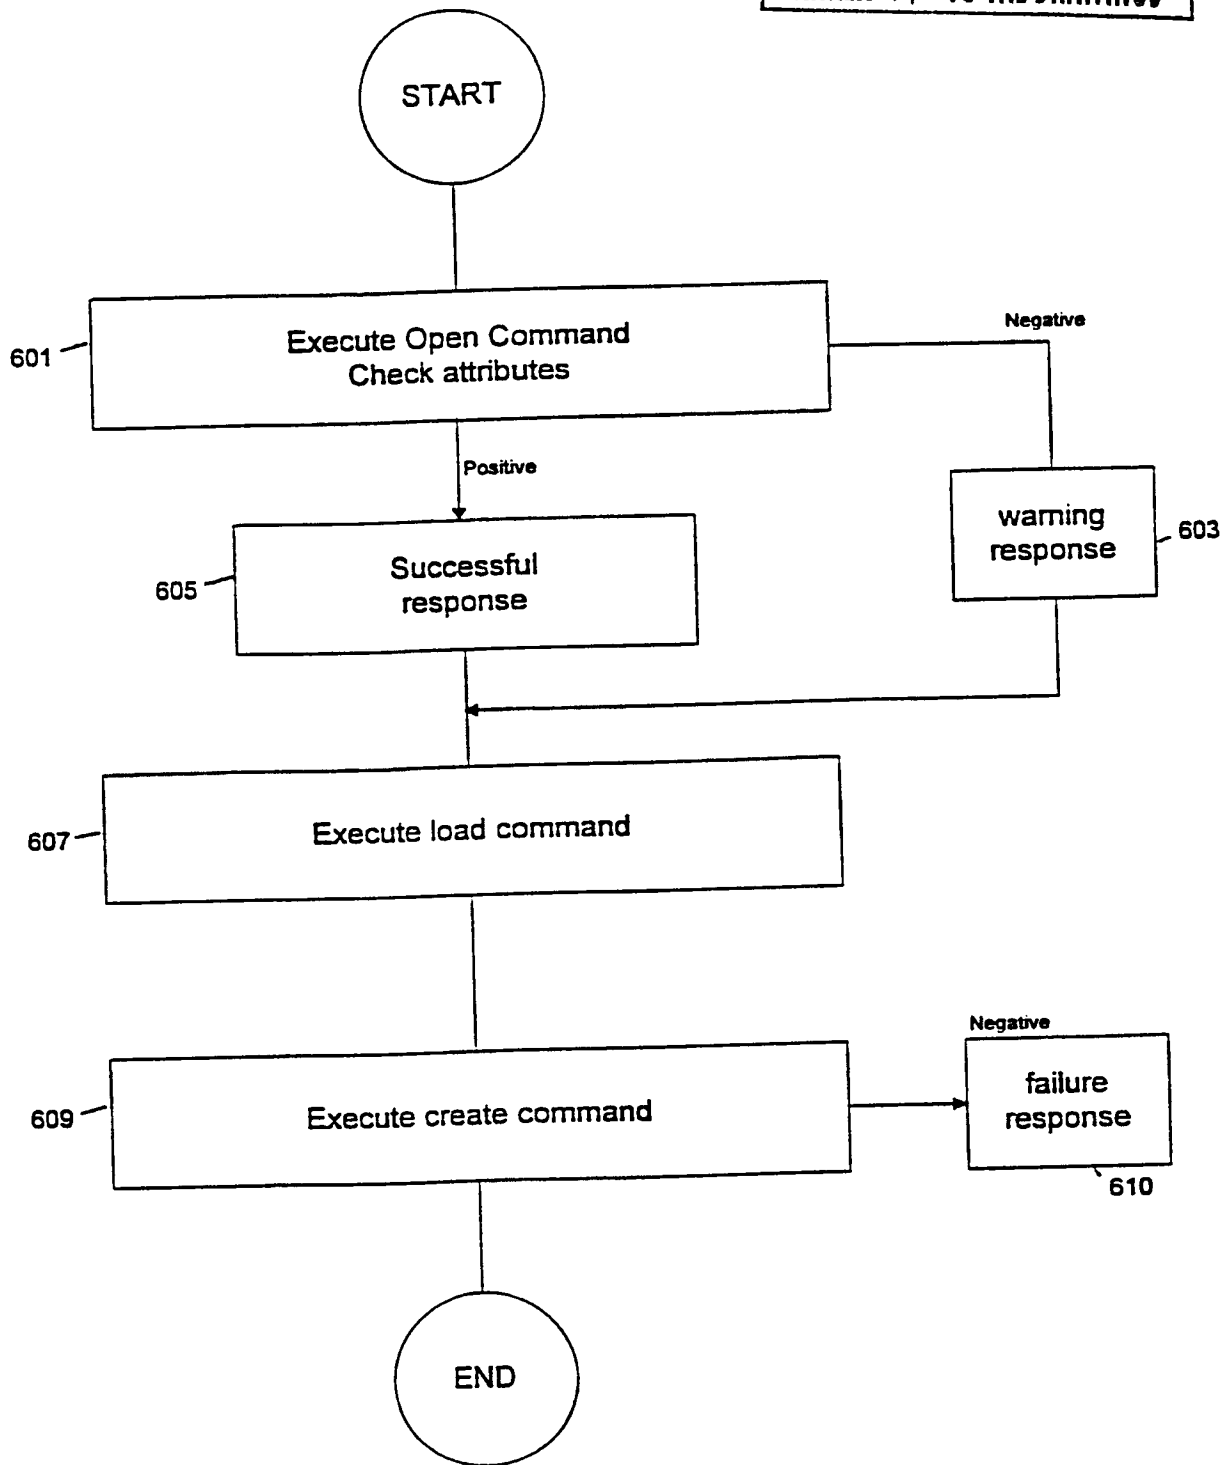 START
Negative
601
Execute Open Command
Check attributes
Positive
warning
response
603
605
Successful
response
607
Execute load command
Negative
609
Execute create command
failure
response
610
END